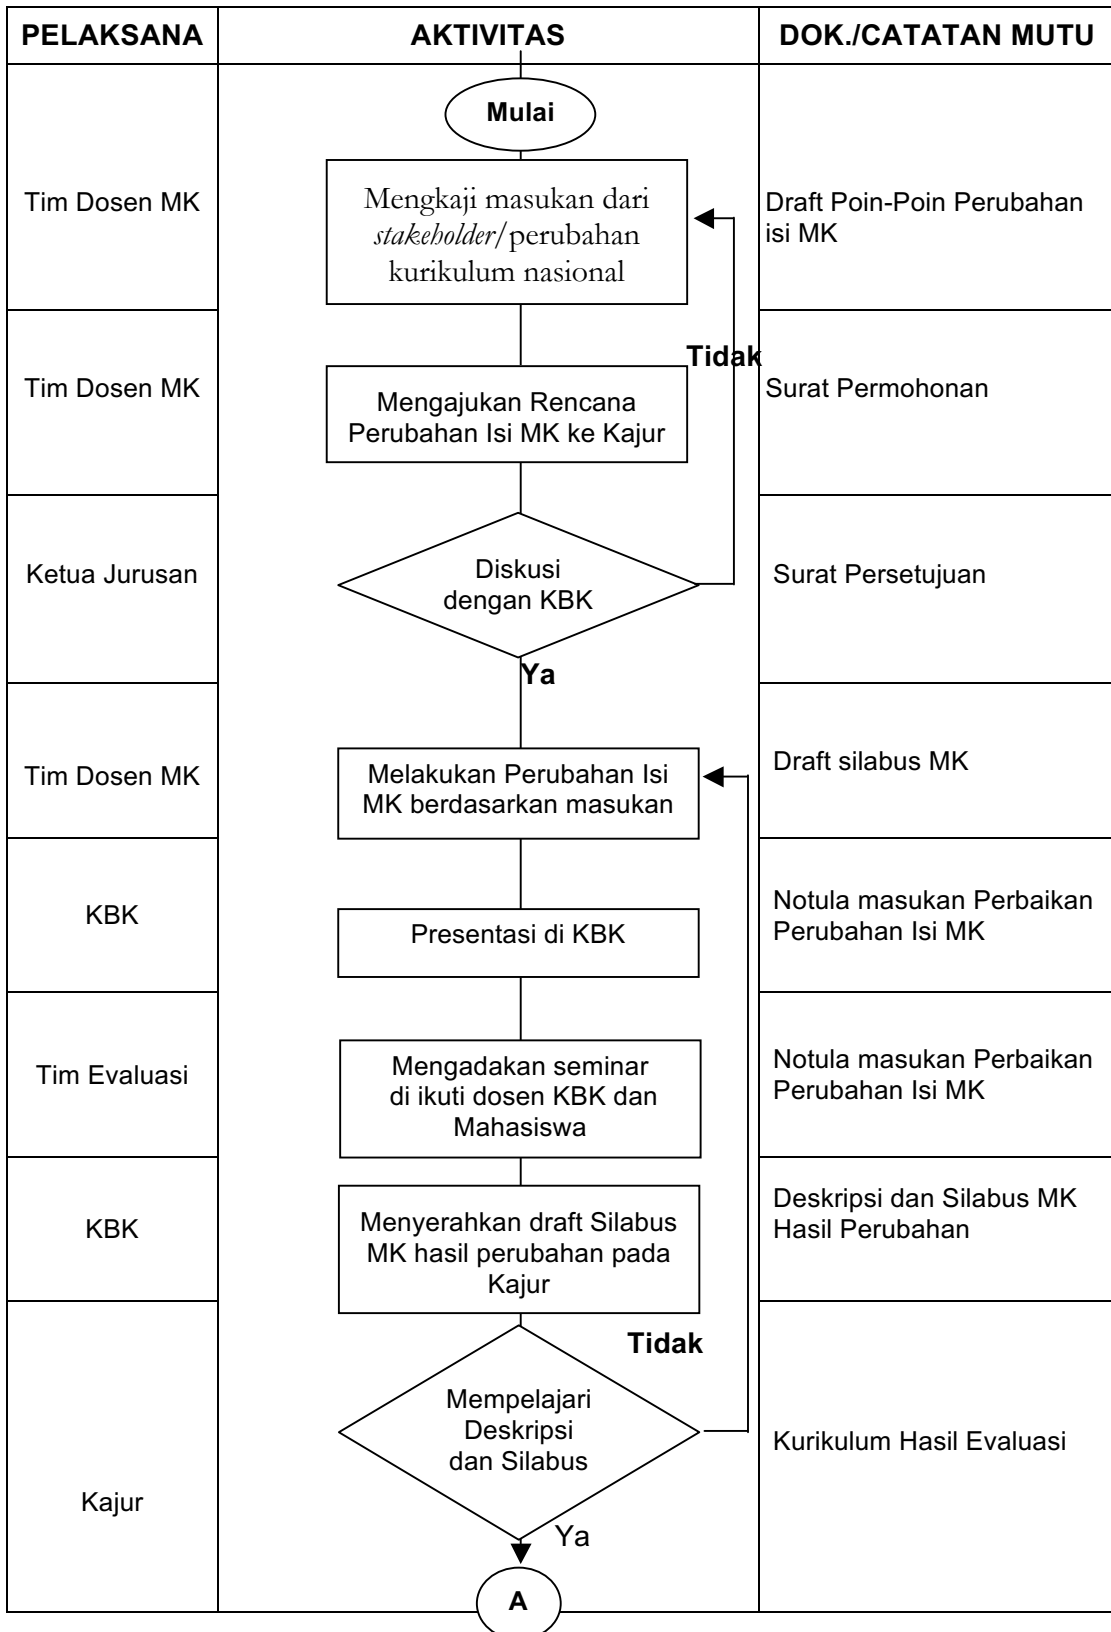 PELAKSANA
AKTIVITAS
DOK./CATATAN MUTU
Mulai
Tim Dosen MK
Mengkaji masukan dari
stakeholder/perubahan
kurikulum nasional
Draft Poin-Poin Perubahan
isi MK
Tidak
Tim Dosen MK
Mengajukan Rencana
Perubahan Isi MK ke Kajur
Surat Permohonan
Ketua Jurusan
Diskusi
dengan KBK
Surat Persetujuan
Ya
Tim Dosen MK
Melakukan Perubahan Isi
MK berdasarkan masukan
Draft silabus MK
KBK
Presentasi di KBK
Notula masukan Perbaikan
Perubahan Isi MK
Tim Evaluasi
Mengadakan seminar
di ikuti dosen KBK dan
Mahasiswa
Notula masukan Perbaikan
Perubahan Isi MK
KBK
Menyerahkan draft Silabus
MK hasil perubahan pada
Kajur
Deskripsi dan Silabus MK
Hasil Perubahan
Tidak
Kajur
Mempelajari
Deskripsi
dan Silabus
Kurikulum Hasil Evaluasi
Ya
A